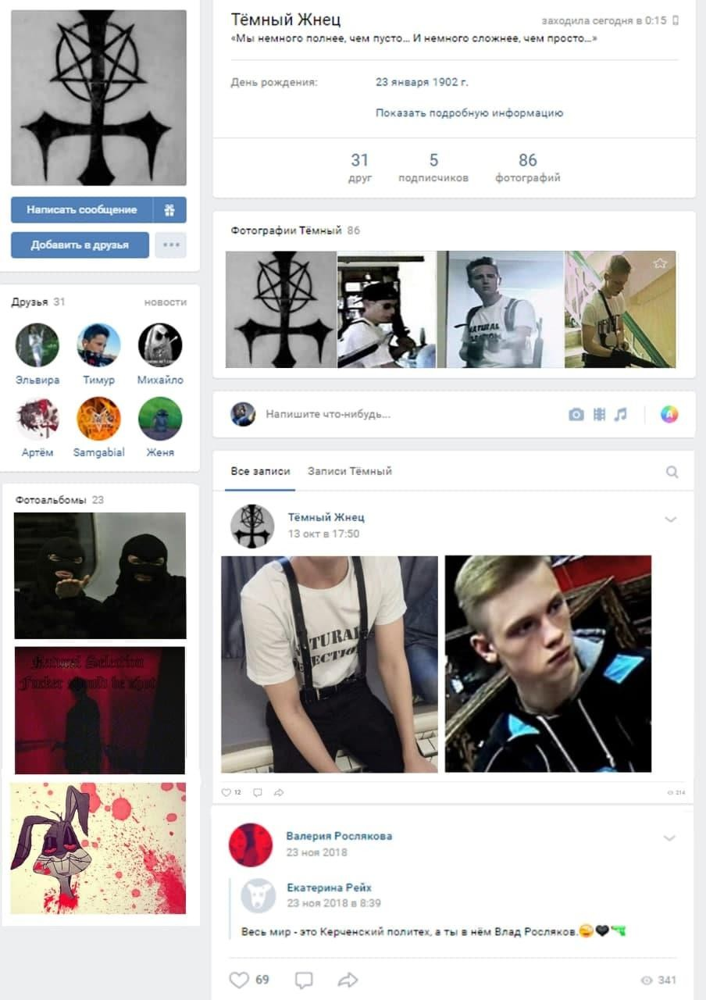 Тёмный Жнец
заходила сегодня в 0:15
«Мы немного полнее, чем пусто... И немного сложнее, чем просто...»
День рождения:
23 января 1902 г.
Показать подробную информацию
31
друг
5
подписчиков
86
фотографий
Написать сообщение
Добавить в друзья
Друзья 31
новости
Эльвира
Тимур
Михайло
Артём
Samgabial
Женя
Фотоальбомы 23
Natural Selection
Fucker should be shot
Фотографии Тёмный 86
NATURAL
Напишите что-нибудь...
Все записи
Записи Тёмный
Тёмный Жнец
13 окт в 17:50
TURAL
ECTION
12
214
Валерия Рослякова
23 ноя 2018
Екатерина Рейх
23 ноя 2018 в 8:39
Весь мир - это Керченский политех, а ты в нём Влад Росляков.😜🖤🔫
69
341